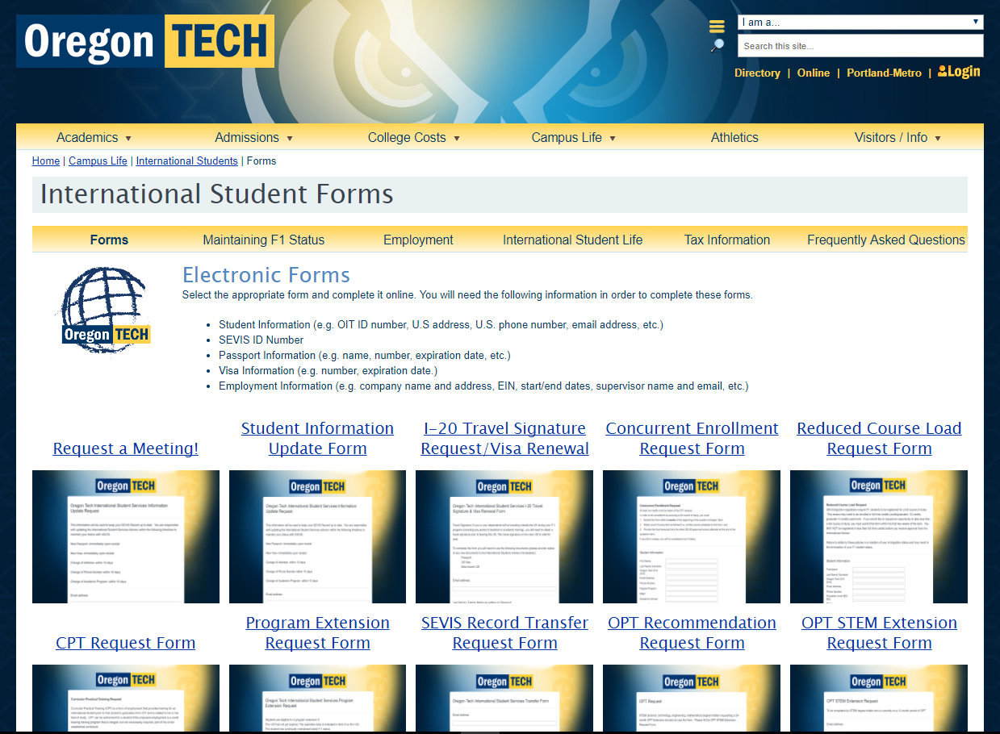 Oregon TECH
I am a...
Search this site...
Directory | Online | Portland-Metro | Login
Academics ▼ Admissions ▼ College Costs ▼ Campus Life ▼ Athletics Visitors / Info ▼
Home | Campus Life | International Students | Forms
International Student Forms
Forms Maintaining F1 Status Employment International Student Life Tax Information Frequently Asked Questions
Oregon TECH
Electronic Forms
Select the appropriate form and complete it online. You will need the following information in order to complete these forms.
• Student Information (e.g. OIT ID number, U.S address, U.S. phone number, email address, etc.)
• SEVIS ID Number
• Passport Information (e.g. name, number, expiration date, etc.)
• Visa Information (e.g. number, expiration date.)
• Employment Information (e.g. company name and address, EIN, start/end dates, supervisor name and email, etc.)
Request a Meeting!
Student Information
Update Form
I-20 Travel Signature
Request/Visa Renewal
Concurrent Enrollment
Request Form
Reduced Course Load
Request Form
Oregon TECH
Oregon Tech International Student Services Information
Update Request
Oregon TECH
Oregon Tech International Student Services Information
Update Request
Oregon TECH
Oregon Tech International Student Services I-20 Travel
Signature & Visa Renewal Form
Oregon TECH
Concurrent Enrollment Request
Oregon TECH
Reduced Course Load Request
CPT Request Form
Program Extension
Request Form
SEVIS Record Transfer
Request Form
OPT Recommendation
Request Form
OPT STEM Extension
Request Form
Oregon TECH
Curricular Practical Training Request
Oregon TECH
Oregon Tech International Student Services Program
Extension Request
Oregon TECH
Oregon Tech International Student Services Transfer Form
Email address
Oregon TECH
OPT Request
Oregon TECH
OPT STEM Extension Request
Email address